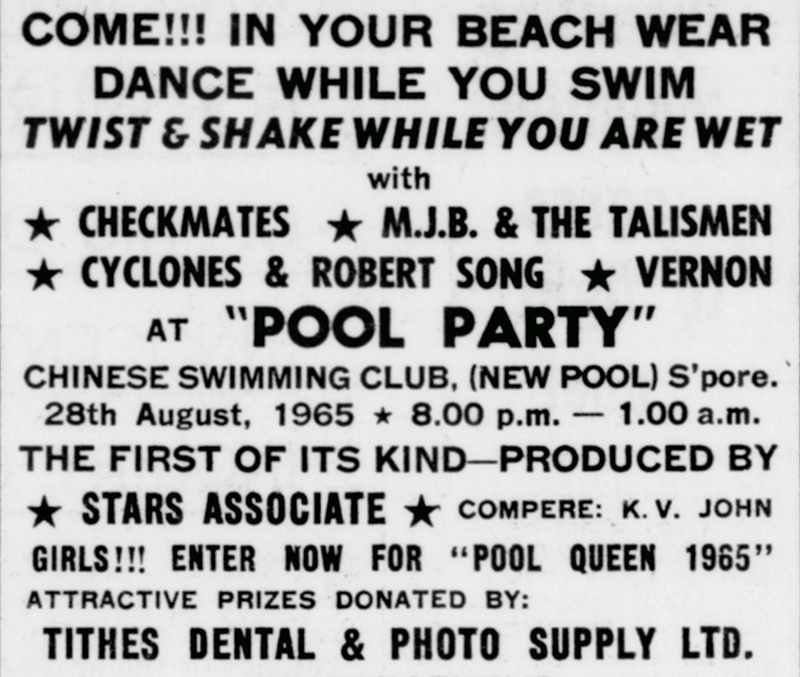 COME!!! IN YOUR BEACH WEAR
DANCE WHILE YOU SWIM
TWIST & SHAKE WHILE YOU ARE WET
with
★ CHECKMATES ★ M.J.B. & THE TALISMEN
★ CYCLONES & ROBERT SONG ★ VERNON
AT "POOL PARTY"
CHINESE SWIMMING CLUB, (NEW POOL) S'pore.
28th August, 1965 ★ 8.00 p.m. — 1.00 a.m.
THE FIRST OF ITS KIND—PRODUCED BY
★ STARS ASSOCIATE ★ COMPERE: K. V. JOHN
GIRLS!!! ENTER NOW FOR "POOL QUEEN 1965"
ATTRACTIVE PRIZES DONATED BY:
TITHES DENTAL & PHOTO SUPPLY LTD.